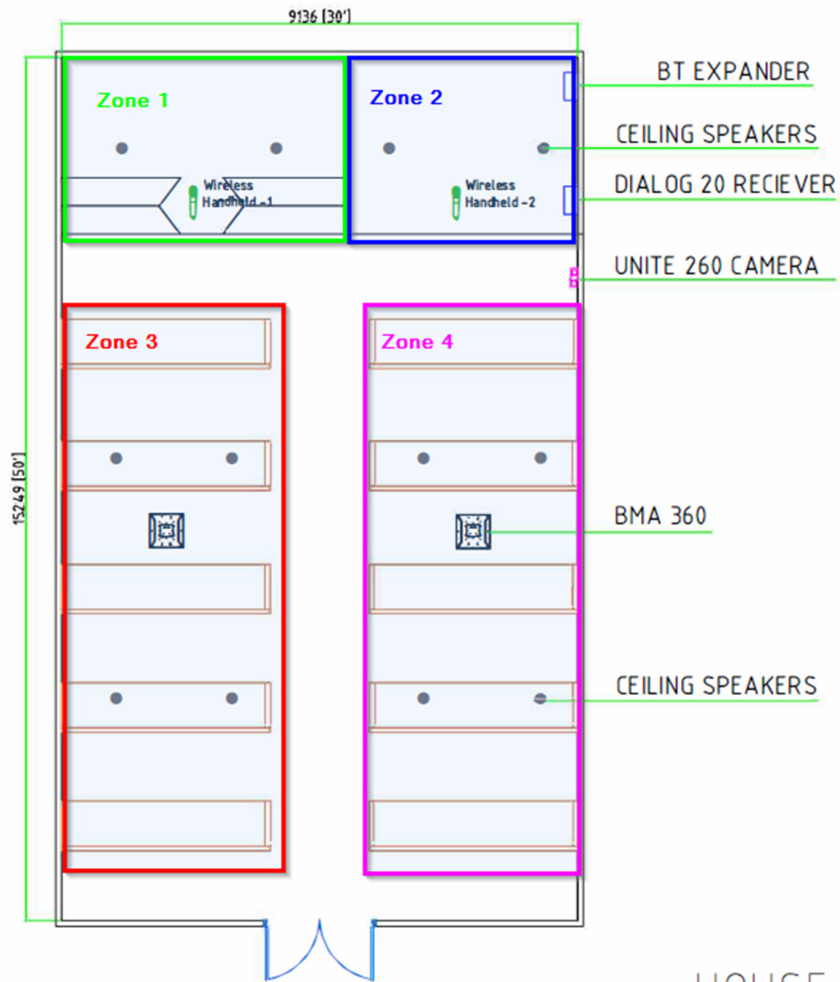 9136 [30']
BT EXPANDER
Zone 1
Zone 2
CEILING SPEAKERS
Wireless
Handheld-1
Wireless
Handheld-2
DIALOG 20 RECIEVER
UNITE 260 CAMERA
Zone 3
Zone 4
15249 [50']
BMA 360
CEILING SPEAKERS